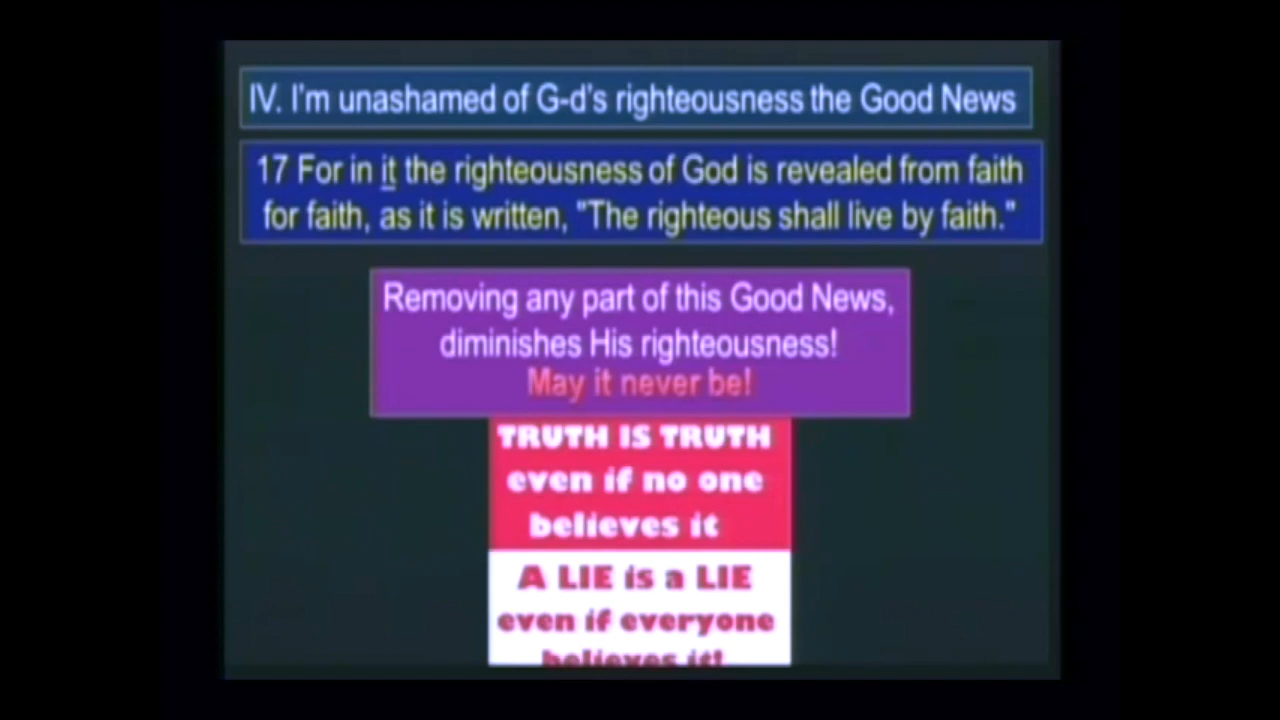 IV. I'm unashamed of G-d's righteousness the Good News
17 For in it the righteousness of God is revealed from faith
for faith, as it is written, "The righteous shall live by faith."
Removing any part of this Good News,
diminishes His righteousness!
May it never be!
TRUTH IS TRUTH
even if no one
believes it
A LIE is a LIE
even if everyone
believes it!